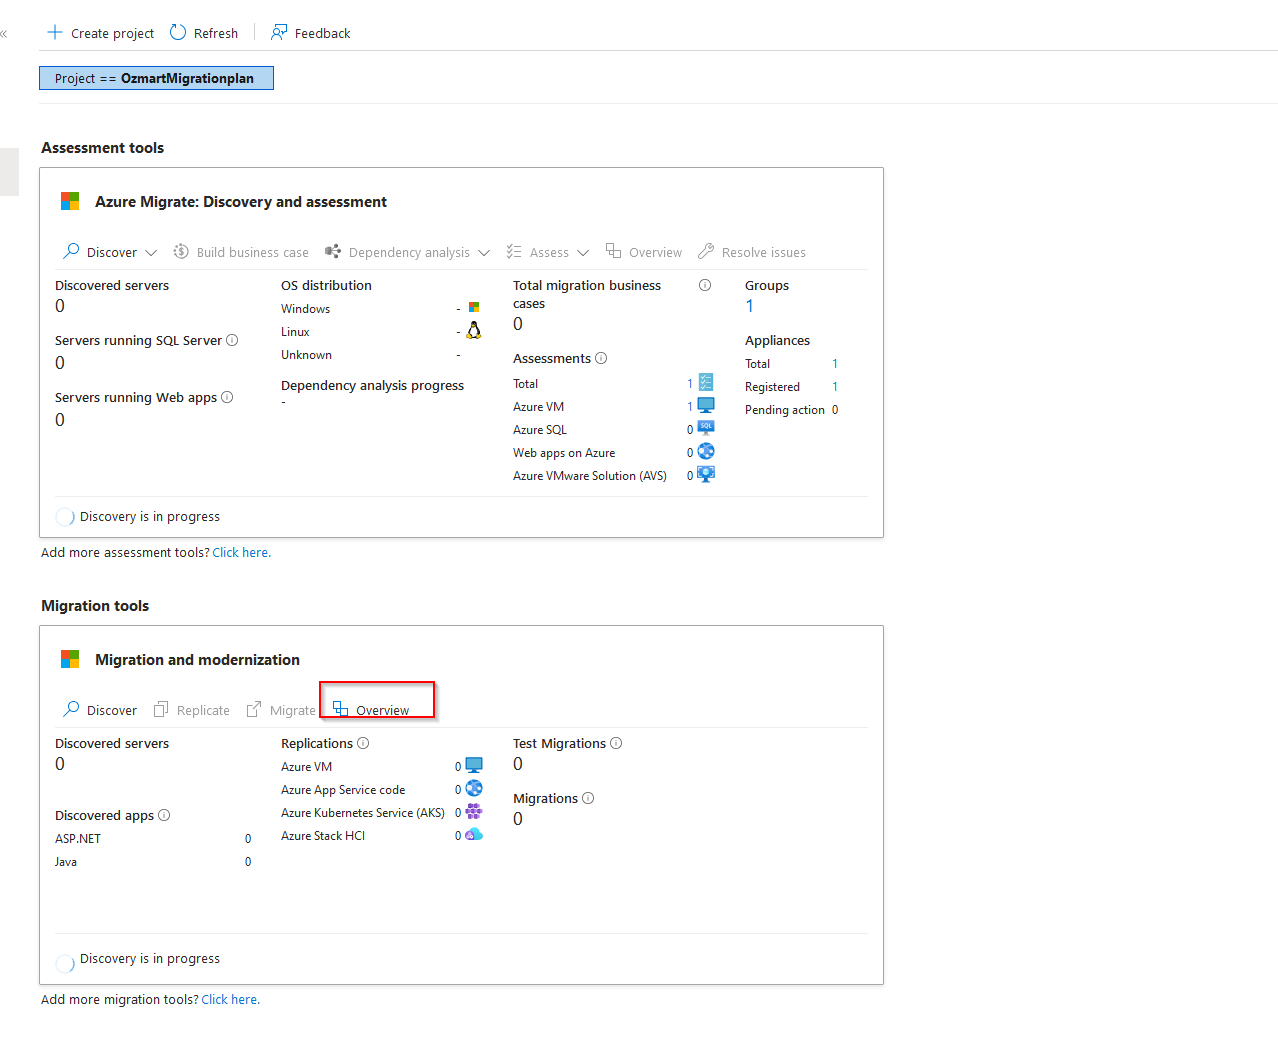 « Create project Refresh Feedback
Project == OzmartMigrationplan
Assessment tools
Azure Migrate: Discovery and assessment
Discover Build business case Dependency analysis Assess Overview Resolve issues
Discovered servers
0
Servers running SQL Server
0
Servers running Web apps
0
OS distribution
Windows -
Linux -
Unknown -
Dependency analysis progress
-
Total migration business
cases
0
Assessments
Total 1
Azure VM 1
Azure SQL 0
SQL
Web apps on Azure 0
Azure VMware Solution (AVS) 0
Groups
1
Appliances
Total 1
Registered 1
Pending action 0
Discovery is in progress
Add more assessment tools? Click here.
Migration tools
Migration and modernization
Discover Replicate Migrate Overview
Discovered servers
0
Discovered apps
ASP.NET 0
Java 0
Replications
Azure VM 0
Azure App Service code 0
Azure Kubernetes Service (AKS) 0
Azure Stack HCI 0
Test Migrations
0
Migrations
0
Discovery is in progress
Add more migration tools? Click here.